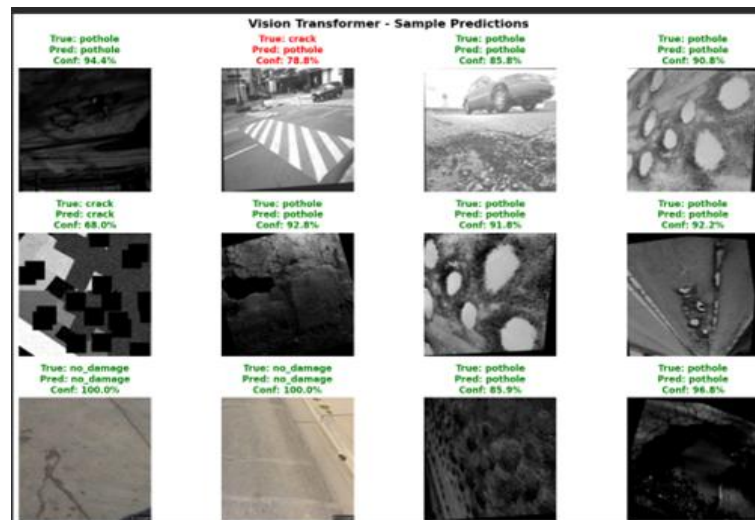 Vision Transformer - Sample Predictions
True: pothole
Pred: pothole
Conf: 94.4%
True: crack
Pred: pothole
Conf: 78.8%
True: pothole
Pred: pothole
Conf: 85.8%
True: pothole
Pred: pothole
Conf: 90.8%
True: crack
Pred: crack
Conf: 68.0%
True: pothole
Pred: pothole
Conf: 92.8%
True: pothole
Pred: pothole
Conf: 91.8%
True: pothole
Pred: pothole
Conf: 92.2%
True: no_damage
Pred: no_damage
Conf: 100.0%
True: no_damage
Pred: no_damage
Conf: 100.0%
True: pothole
Pred: pothole
Conf: 85.9%
True: pothole
Pred: pothole
Conf: 96.8%